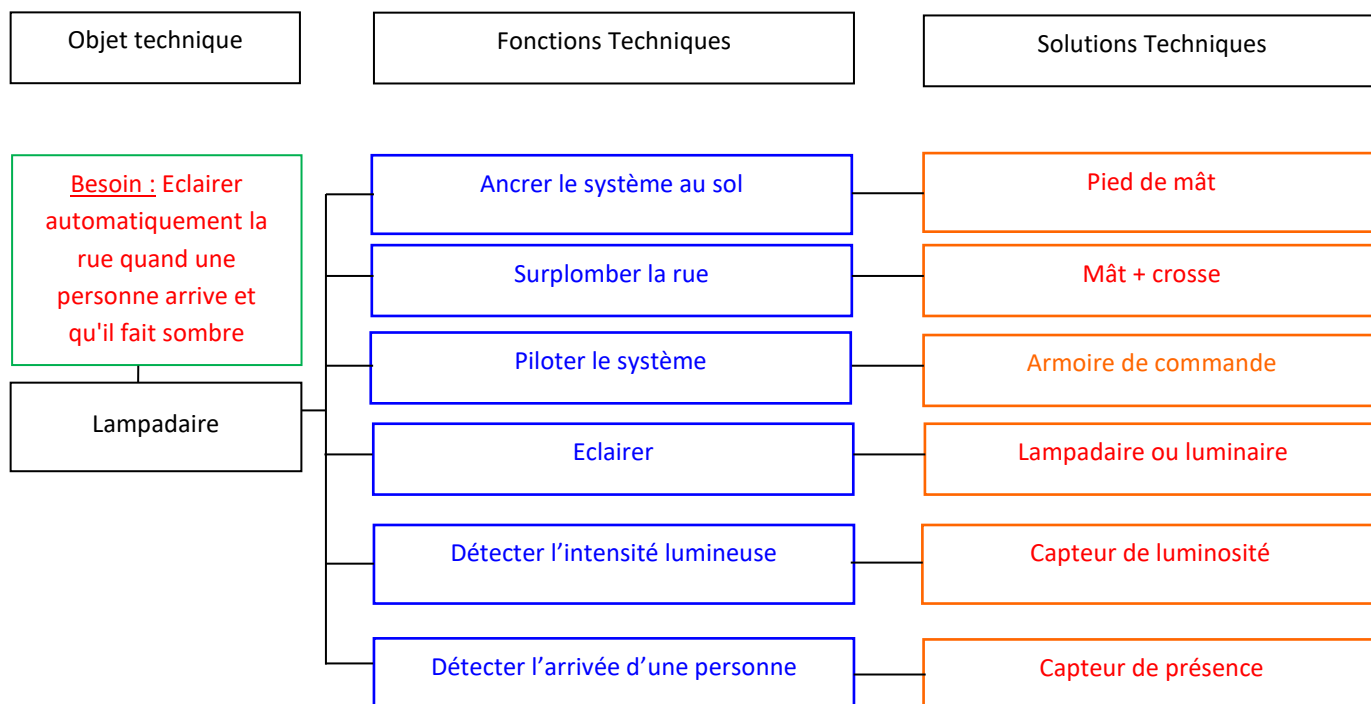 Objet technique
Fonctions Techniques
Solutions Techniques
Besoin : Eclairer
automatiquement la
rue quand une
personne arrive et
qu'il fait sombre
Lampadaire
Ancrer le système au sol
Pied de mât
Surplomber la rue
Mât + crosse
Piloter le système
Armoire de commande
Eclairer
Lampadaire ou luminaire
Détecter l’intensité lumineuse
Capteur de luminosité
Détecter l’arrivée d’une personne
Capteur de présence